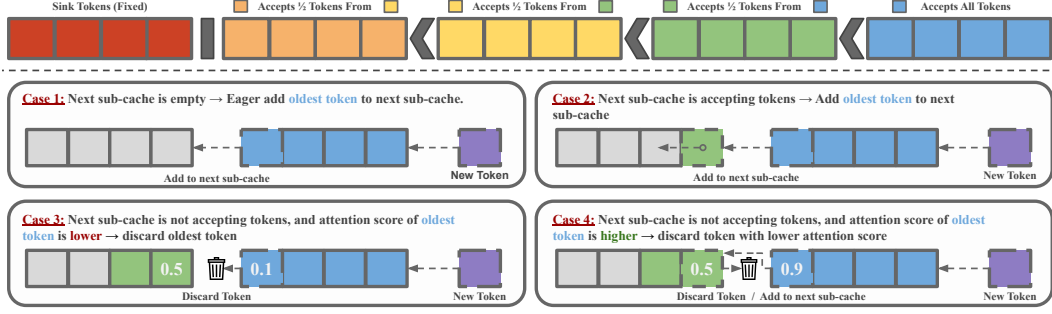 Sink Tokens (Fixed)
Accepts ½ Tokens From
Accepts ½ Tokens From
Accepts ½ Tokens From
Accepts All Tokens
Case 1: Next sub-cache is empty → Eager add oldest token to next sub-cache.
Add to next sub-cache
New Token
Case 2: Next sub-cache is accepting tokens → Add oldest token to next
sub-cache
Add to next sub-cache
New Token
Case 3: Next sub-cache is not accepting tokens, and attention score of oldest
token is lower → discard oldest token
0.5
0.1
Discard Token
New Token
Case 4: Next sub-cache is not accepting tokens, and attention score of oldest
token is higher → discard token with lower attention score
0.5
0.9
Discard Token / Add to next sub-cache
New Token